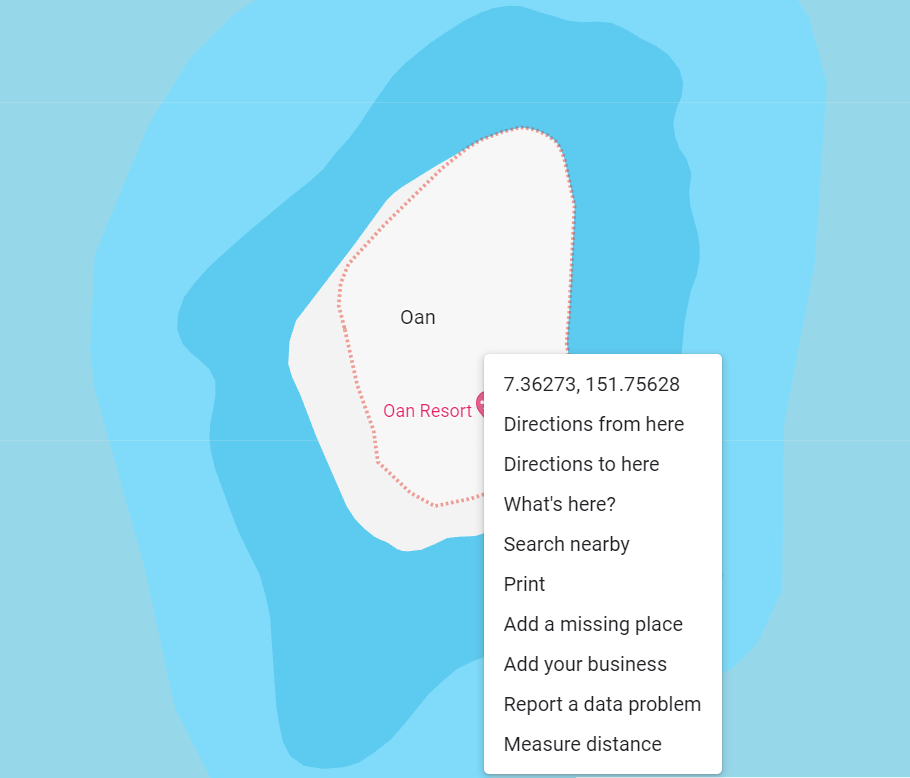 Oan
Oan Resort
7.36273, 151.75628
Directions from here
Directions to here
What's here?
Search nearby
Print
Add a missing place
Add your business
Report a data problem
Measure distance